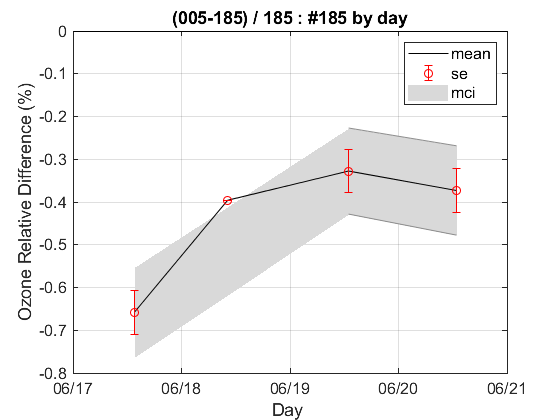 (005-185) / 185 : #185 by day
Ozone Relative Difference (%)
0
-0.1
-0.2
-0.3
-0.4
-0.5
-0.6
-0.7
-0.8
mean
se
mci
06/17 06/18 06/19 06/20 06/21
Day